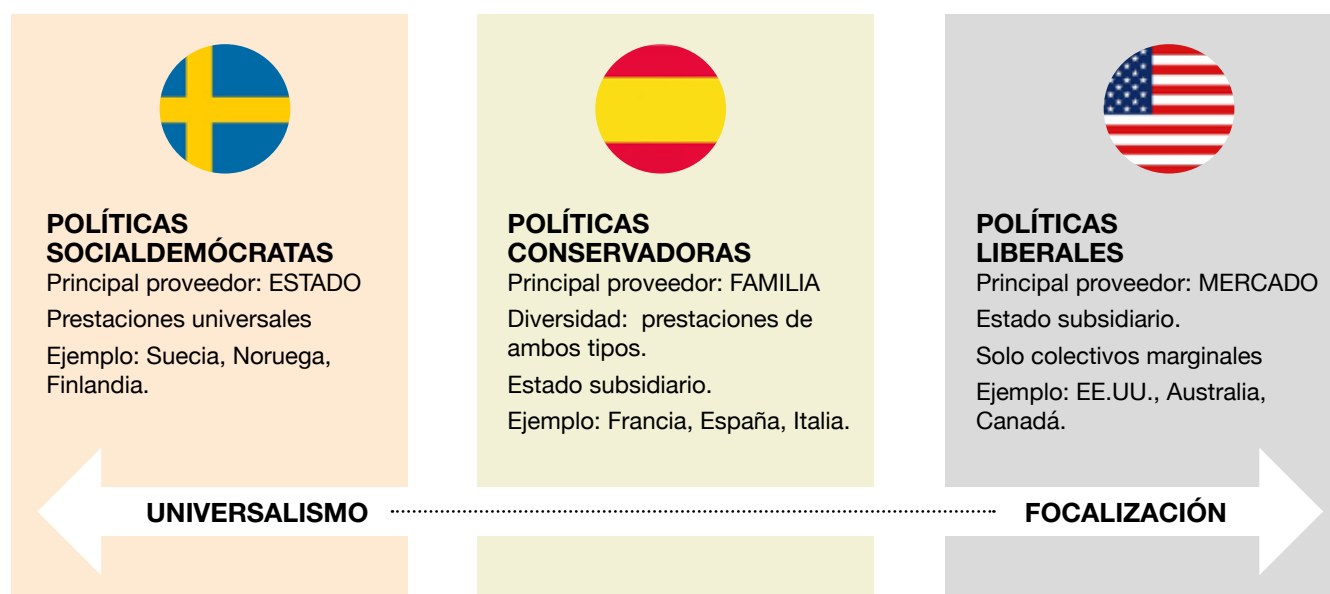 POLÍTICAS
SOCIALDEMÓCRATAS
Principal proveedor: ESTADO
Prestaciones universales
Ejemplo: Suecia, Noruega,
Finlandia.
POLÍTICAS
CONSERVADORAS
Principal proveedor: FAMILIA
Diversidad: prestaciones de
ambos tipos.
Estado subsidiario.
Ejemplo: Francia, España, Italia.
POLÍTICAS
LIBERALES
Principal proveedor: MERCADO
Estado subsidiario.
Solo colectivos marginales
Ejemplo: EE.UU., Australia,
Canadá.
UNIVERSALISMO
FOCALIZACIÓN